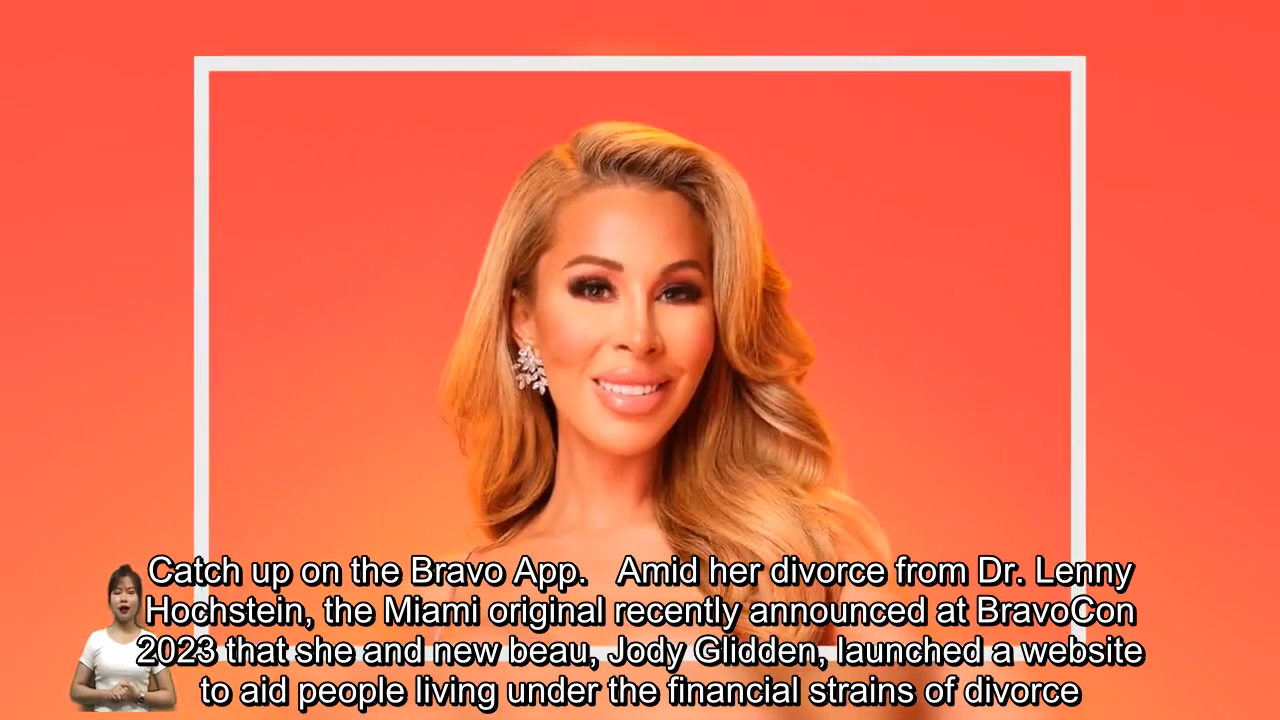 Catch up on the Bravo App.   Amid her divorce from Dr. Lenny
Hochstein, the Miami original recently announced at BravoCon
2023 that she and new beau, Jody Glidden, launched a website
to aid people living under the financial strains of divorce